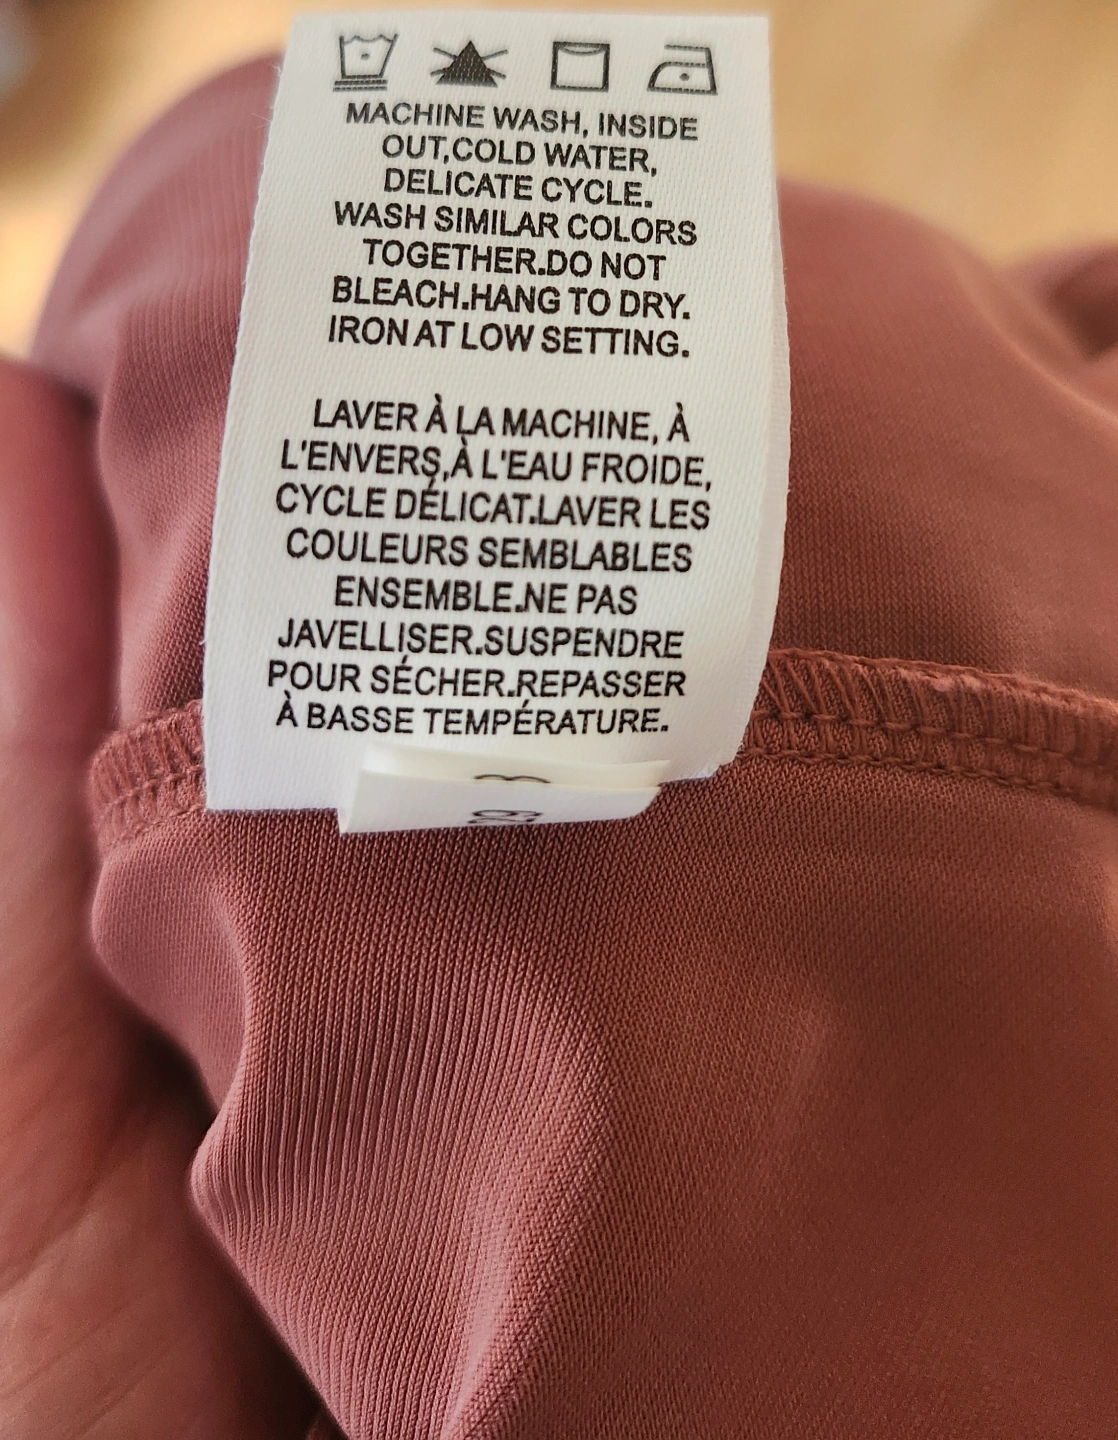 MACHINE WASH, INSIDE
OUT,COLD WATER,
DELICATE CYCLE.
WASH SIMILAR COLORS
TOGETHER.DO NOT
BLEACH.HANG TO DRY.
IRON AT LOW SETTING.
LAVER À LA MACHINE, À
L'ENVERS,À L'EAU FROIDE,
CYCLE DÉLICAT.LAVER LES
COULEURS SEMBLABLES
ENSEMBLE.NE PAS
JAVELLISER.SUSPENDRE
POUR SÉCHER.REPASSER
À BASSE TEMPÉRATURE.